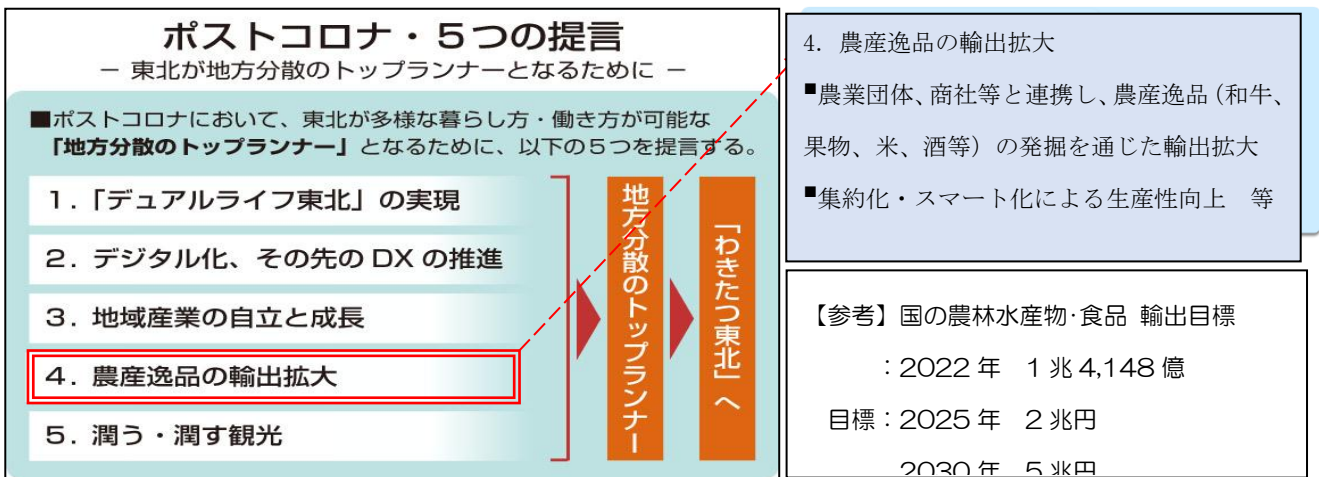 ポストコロナ・５つの提言
－ 東北が地方分散のトップランナーとなるために －
■ポストコロナにおいて、東北が多様な暮らし方・働き方が可能な
「地方分散のトップランナー」となるために、以下の５つを提言する。
１．「デュアルライフ東北」の実現
２．デジタル化、その先の DX の推進
３．地域産業の自立と成長
４．農産逸品の輸出拡大
５．潤う・潤す観光
地方分散のトップランナー
「わきたつ東北」へ
4．農産逸品の輸出拡大
■農業団体、商社等と連携し、農産逸品（和牛、
果物、米、酒等）の発掘を通じた輸出拡大
■集約化・スマート化による生産性向上　等
【参考】国の農林水産物･食品 輸出目標
：2022 年　1 兆 4,148 億
目標：2025 年　2 兆円
2030 年　5 兆円